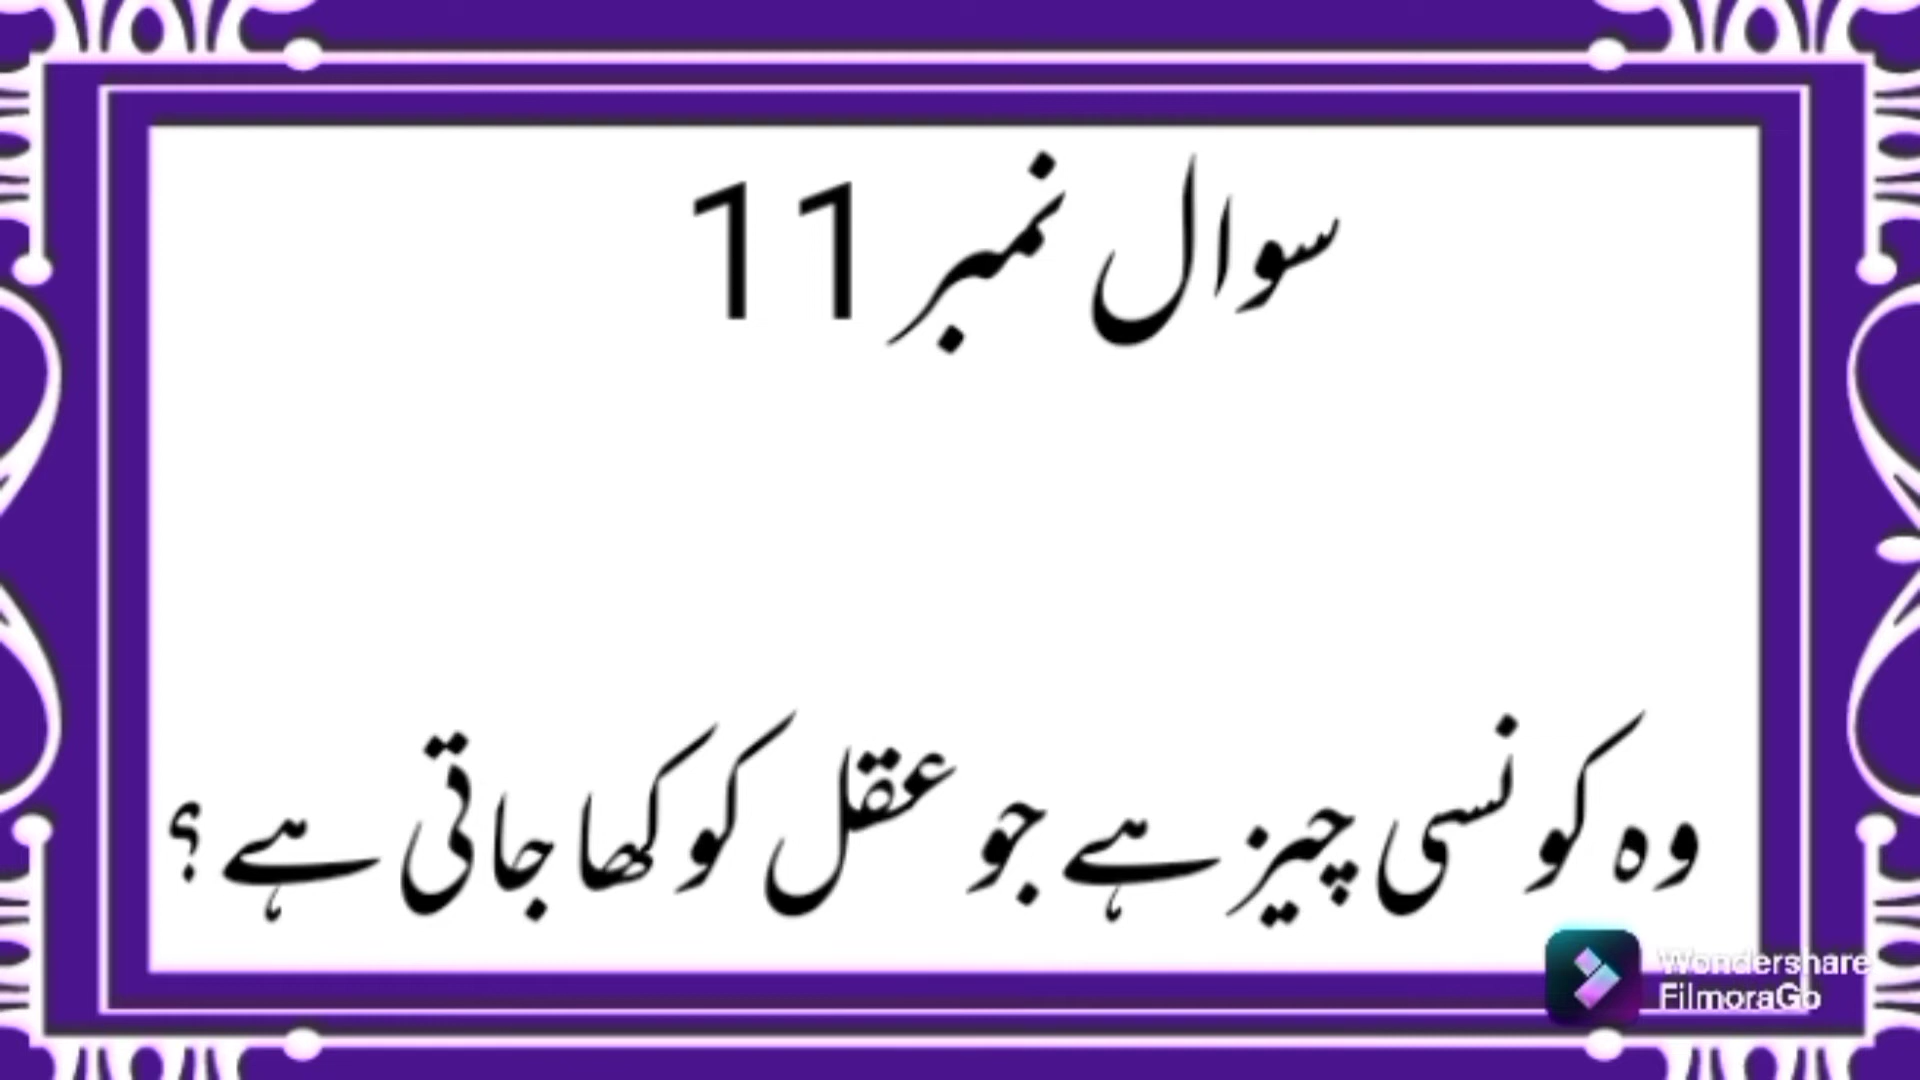 سوال نمبر 11
وہ کونسی چیز ہے جو عقل کو کھا جاتی ہے ؟
Wondershare
FilmoraGo